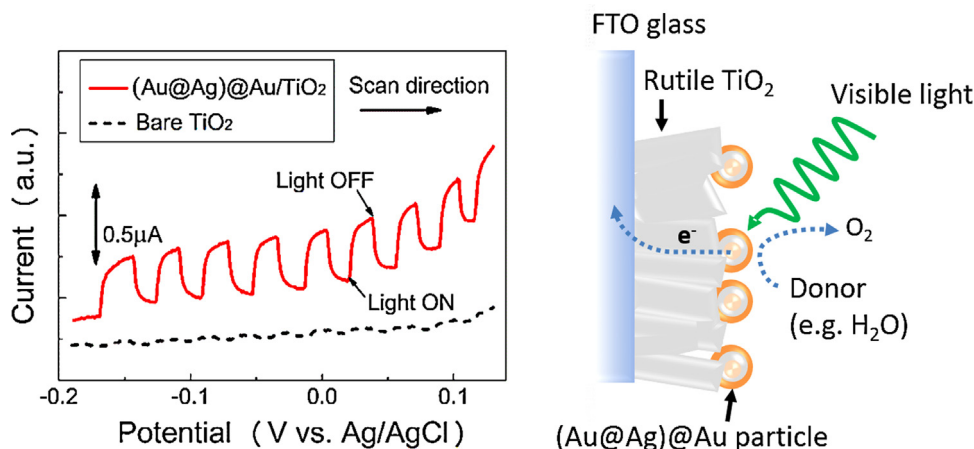 (Au@Ag)@Au/TiO₂
Bare TiO₂
Scan direction
Light OFF
0.5μA
Light ON
Current (a.u.)
-0.2
-0.1
0.0
0.1
Potential (V vs. Ag/AgCl)
FTO glass
Rutile TiO₂
Visible light
e⁻
O₂
Donor
(e.g. H₂O)
(Au@Ag)@Au particle